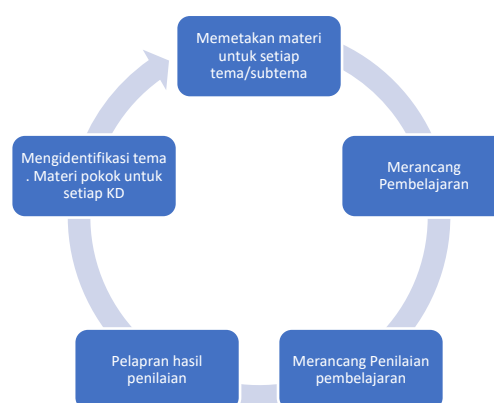 Memetakan materi
untuk setiap
tema/subtema
Merancang
Pembelajaran
Merancang Penilaian
pembelajaran
Pelapran hasil
penilaian
Mengidentifikasi tema
. Materi pokok untuk
setiap KD